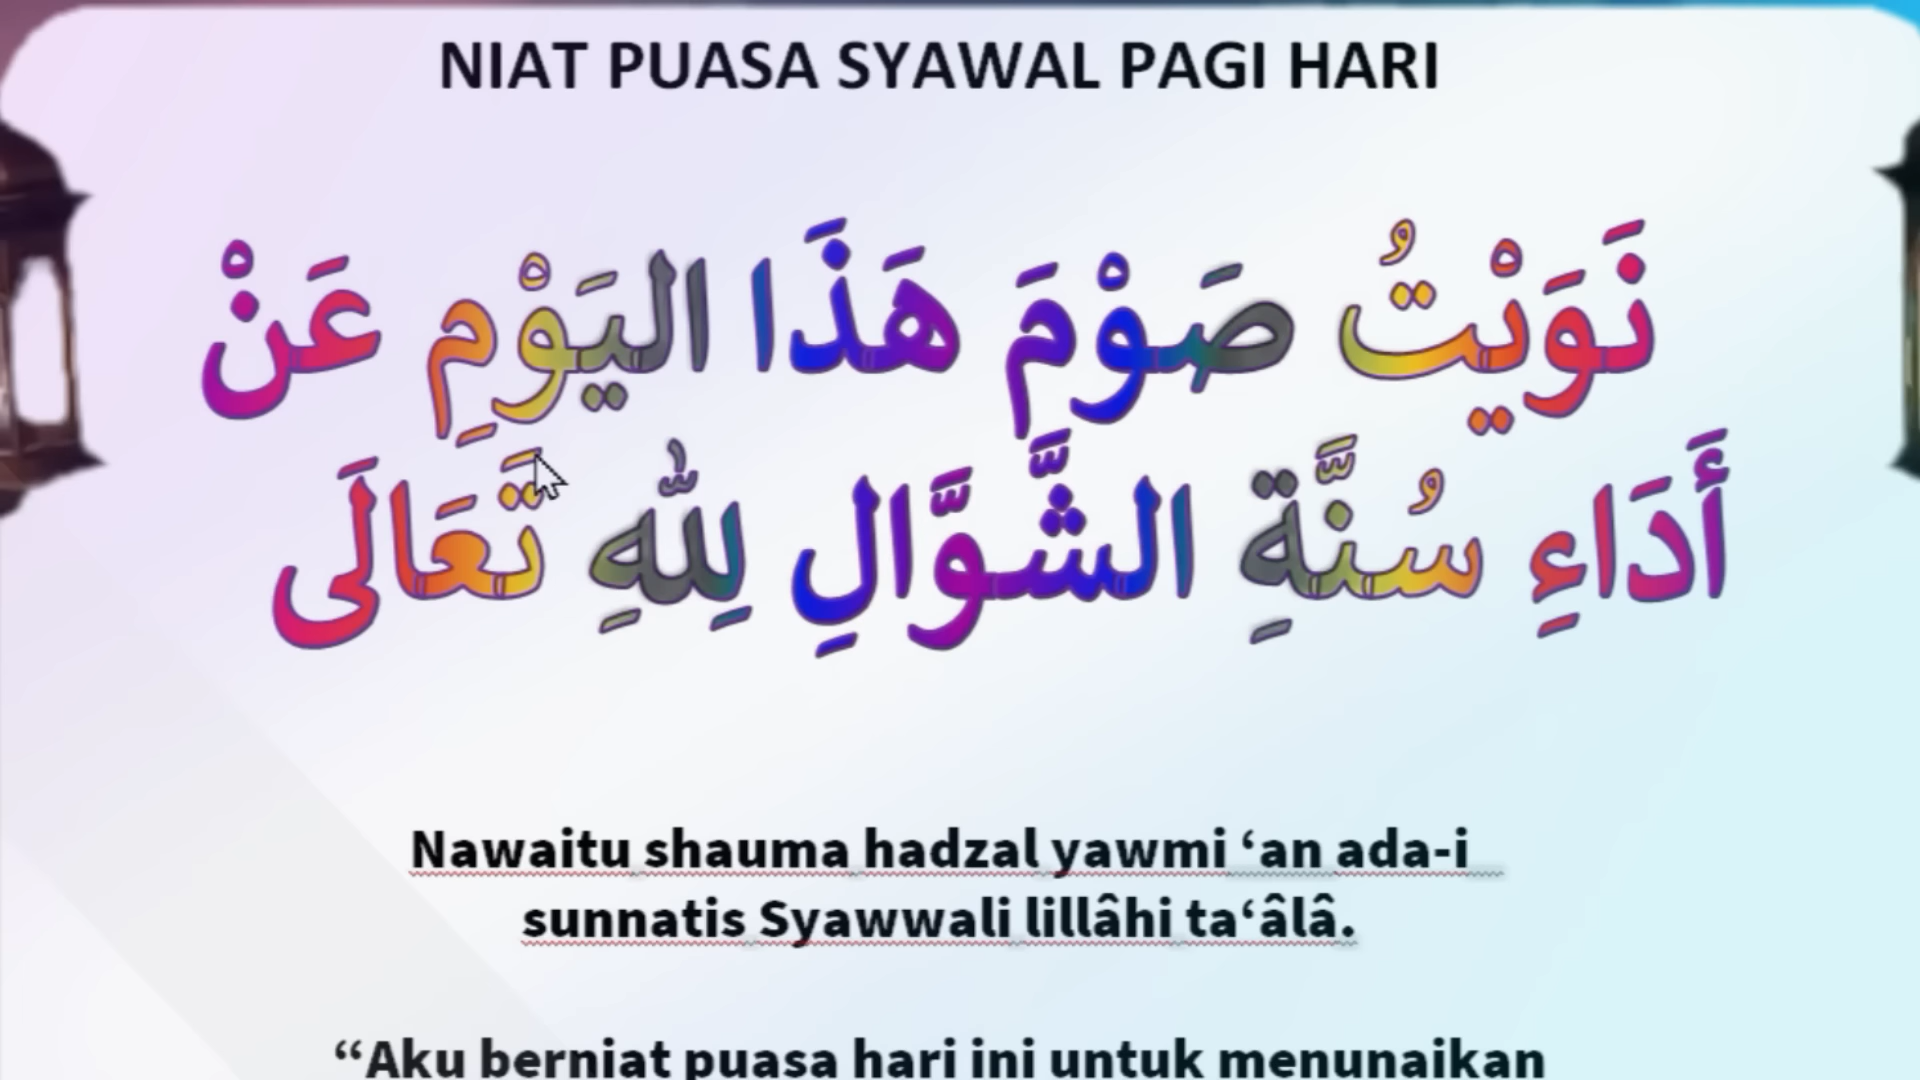 NIAT PUASA SYAWAL PAGI HARI
نَوَيْتُ صَوْمَ هَذَا اليَوْمِ عَنْ
أَدَاءِ سُنَّةِ الشَّوَّالِ لِلّٰهِ تَعَالَى
Nawaitu shauma hadzal yawmi ‘an ada-i
sunnatis Syawwali lillâhi ta‘âlâ.
“Aku berniat puasa hari ini untuk menunaikan